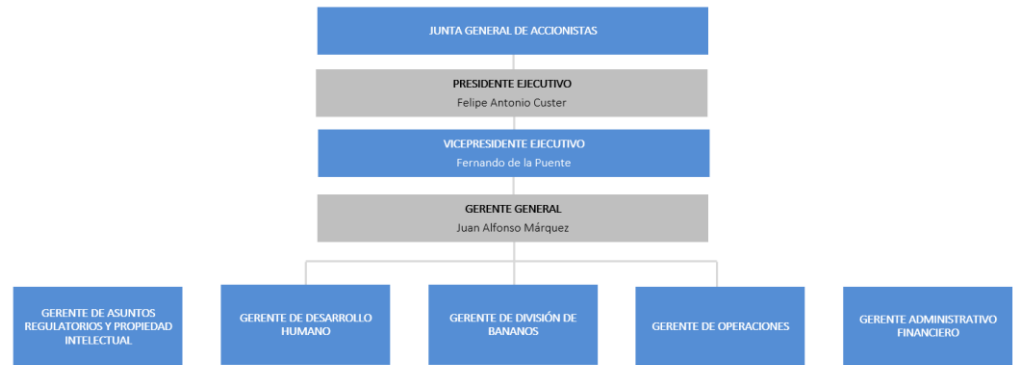 JUNTA GENERAL DE ACCIONISTAS
PRESIDENTE EJECUTIVO
Felipe Antonio Custer
VICEPRESIDENTE EJECUTIVO
Fernando de la Puente
GERENTE GENERAL
Juan Alfonso Márquez
GERENTE DE ASUNTOS
REGULATORIOS Y PROPIEDAD
INTELECTUAL
GERENTE DE DESARROLLO
HUMANO
GERENTE DE DIVISIÓN DE
BANANOS
GERENTE DE OPERACIONES
GERENTE ADMINISTRATIVO
FINANCIERO